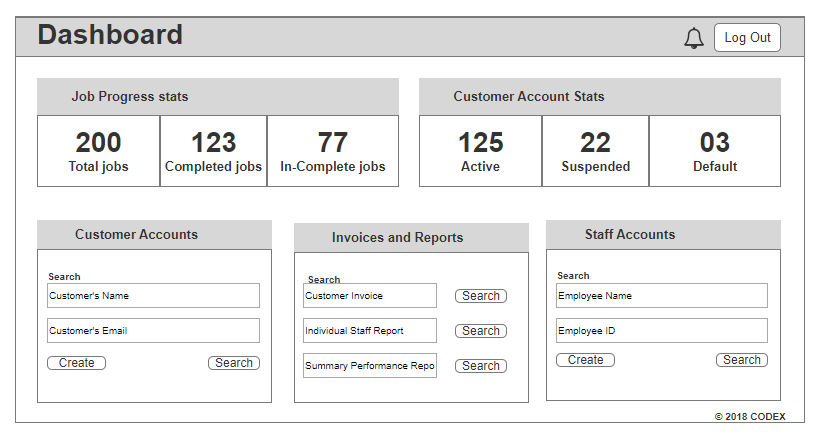 Dashboard
Log Out
Job Progress stats
200
Total jobs
123
Completed jobs
77
In-Complete jobs
Customer Account Stats
125
Active
22
Suspended
03
Default
Customer Accounts
Search
Customer's Name
Customer's Email
Create
Search
Invoices and Reports
Search
Customer Invoice
Search
Individual Staff Report
Search
Summary Performance Repo
Search
Staff Accounts
Search
Employee Name
Employee ID
Create
Search
© 2018 CODEX